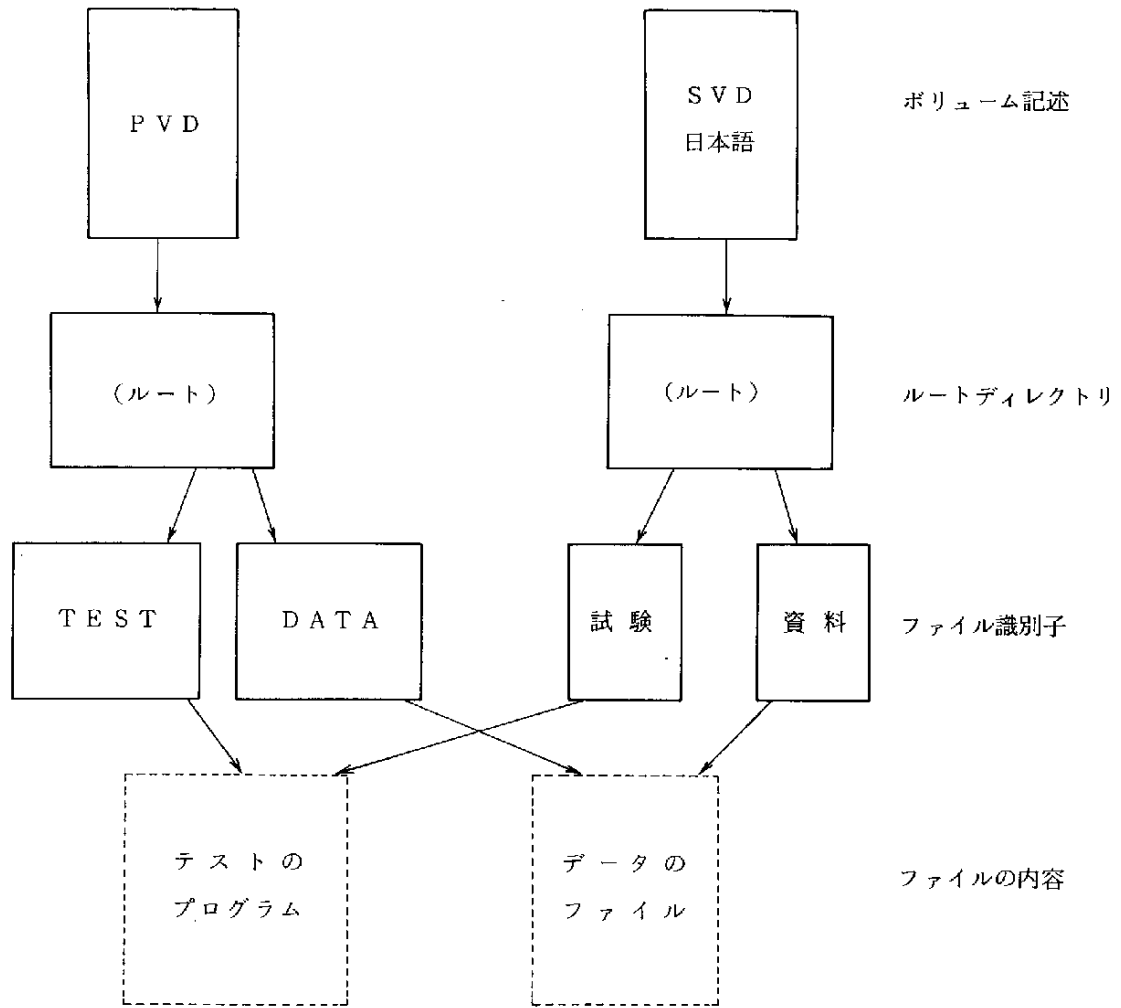 PVD
SVD
日本語
ボリューム記述
(ルート)
(ルート)
ルートディレクトリ
TEST
DATA
試験
資料
ファイル識別子
テストの
プログラム
データの
ファイル
ファイルの内容